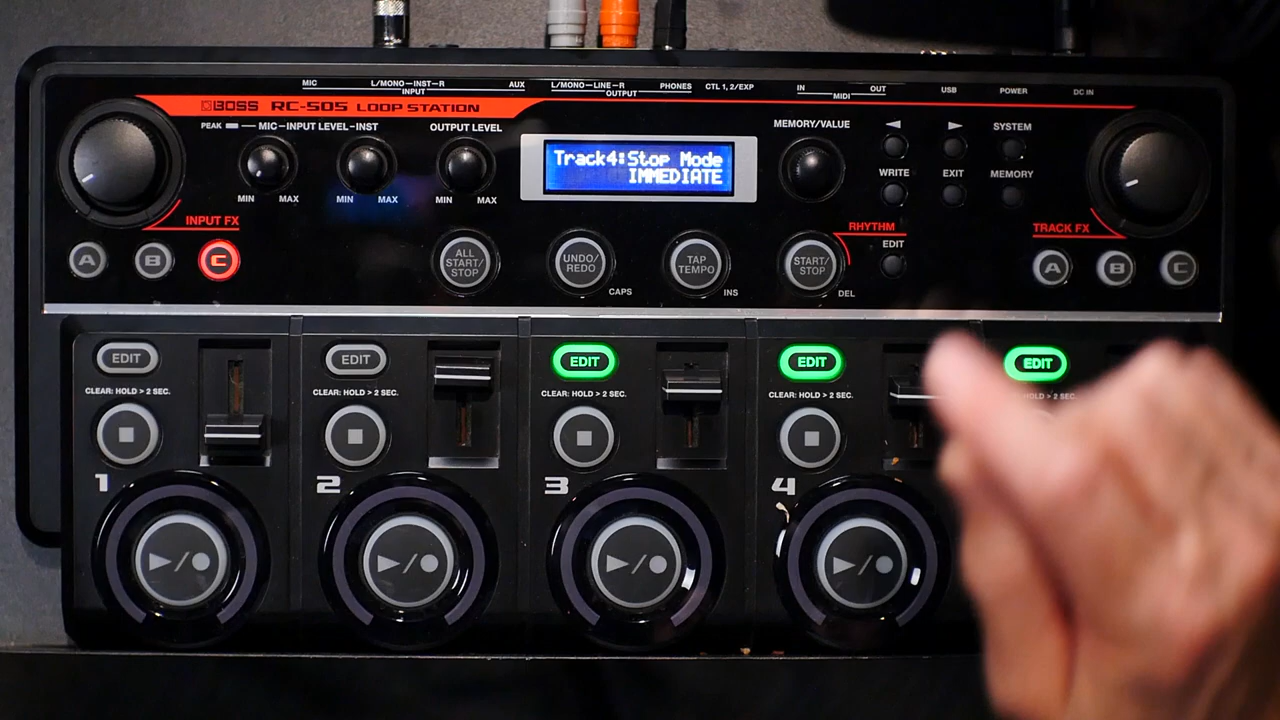 MIC L/MONO–INST–R AUX L/MONO–LINE–R PHONES CTL 1, 2/EXP IN OUT USB POWER DC IN
INPUT OUTPUT MIDI
BOSS RC-505 LOOP STATION
PEAK MIC–INPUT LEVEL–INST OUTPUT LEVEL MEMORY/VALUE SYSTEM
Track4:Stop Mode
IMMEDIATE
WRITE EXIT MEMORY
MIN MAX MIN MAX MIN MAX
INPUT FX RHYTHM TRACK FX
EDIT
A B C ALL START/STOP UNDO/REDO TAP TEMPO START/STOP A B C
CAPS INS DEL
EDIT EDIT EDIT EDIT EDIT
CLEAR: HOLD > 2 SEC. CLEAR: HOLD > 2 SEC. CLEAR: HOLD > 2 SEC. CLEAR: HOLD > 2 SEC. HOLD > 2 SEC.
1 2 3 4